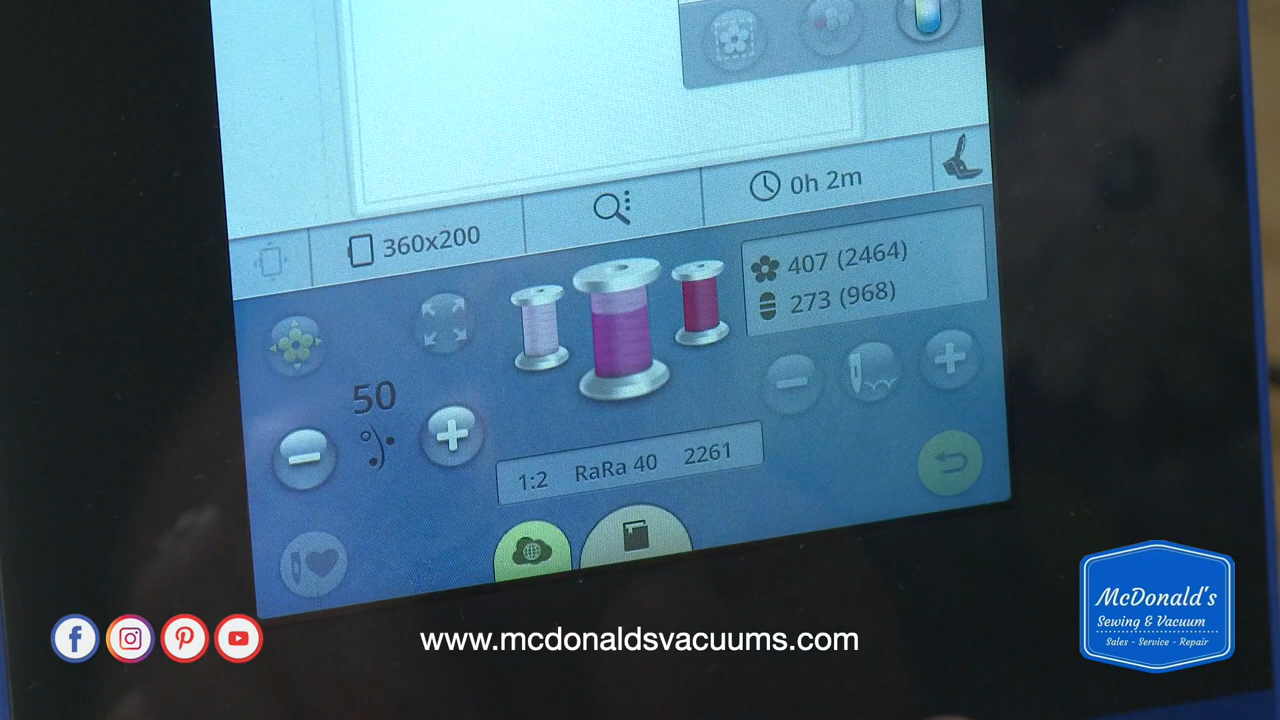 0h 2m
360x200
407 (2464)
273 (968)
50
1:2 RaRa 40 2261
www.mcdonaldsvacuums.com
McDonald's
Sewing & Vacuum
Sales - Service - Repair